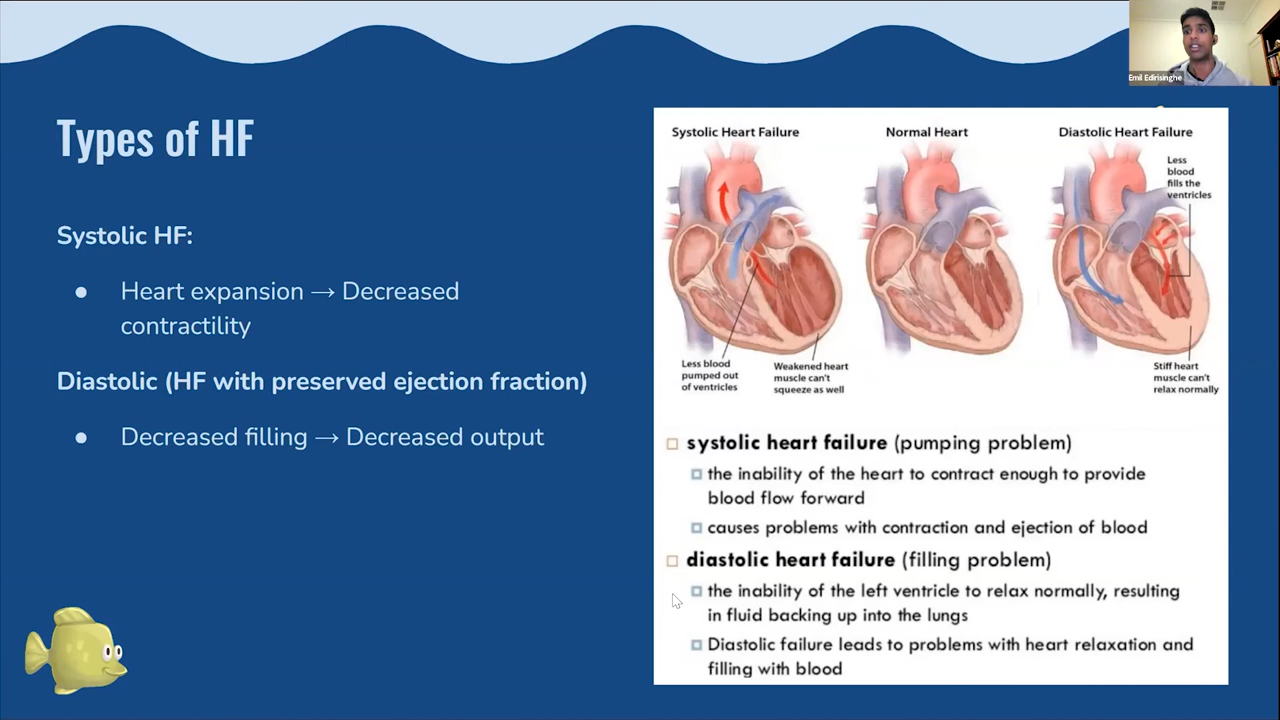 Emil Edirisinghe
Types of HF
Systolic HF:
● Heart expansion → Decreased
contractility
Diastolic (HF with preserved ejection fraction)
● Decreased filling → Decreased output
Systolic Heart Failure
Normal Heart
Diastolic Heart Failure
Less
blood
fills the
ventricles
Less blood
pumped out
of ventricles
Weakened heart
muscle can't
squeeze as well
Stiff heart
muscle can't
relax normally
systolic heart failure (pumping problem)
the inability of the heart to contract enough to provide
blood flow forward
causes problems with contraction and ejection of blood
diastolic heart failure (filling problem)
the inability of the left ventricle to relax normally, resulting
in fluid backing up into the lungs
Diastolic failure leads to problems with heart relaxation and
filling with blood